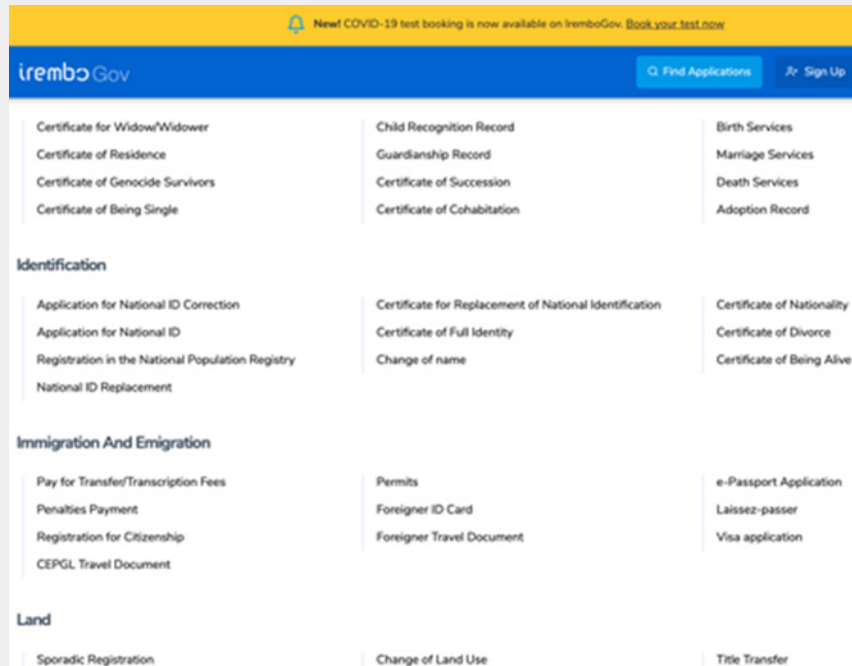 New! COVID-19 test booking is now available on IremboGov. Book your test now
irembo Gov
Find Applications
Sign Up
Certificate for Widow/Widower
Certificate of Residence
Certificate of Genocide Survivors
Certificate of Being Single
Child Recognition Record
Guardianship Record
Certificate of Succession
Certificate of Cohabitation
Birth Services
Marriage Services
Death Services
Adoption Record
Identification
Application for National ID Correction
Application for National ID
Registration in the National Population Registry
National ID Replacement
Certificate for Replacement of National Identification
Certificate of Full Identity
Change of name
Certificate of Nationality
Certificate of Divorce
Certificate of Being Alive
Immigration And Emigration
Pay for Transfer/Transcription Fees
Penalties Payment
Registration for Citizenship
CEPGL Travel Document
Permits
Foreigner ID Card
Foreigner Travel Document
e-Passport Application
Laissez-passer
Visa application
Land
Sporadic Registration
Change of Land Use
Title Transfer